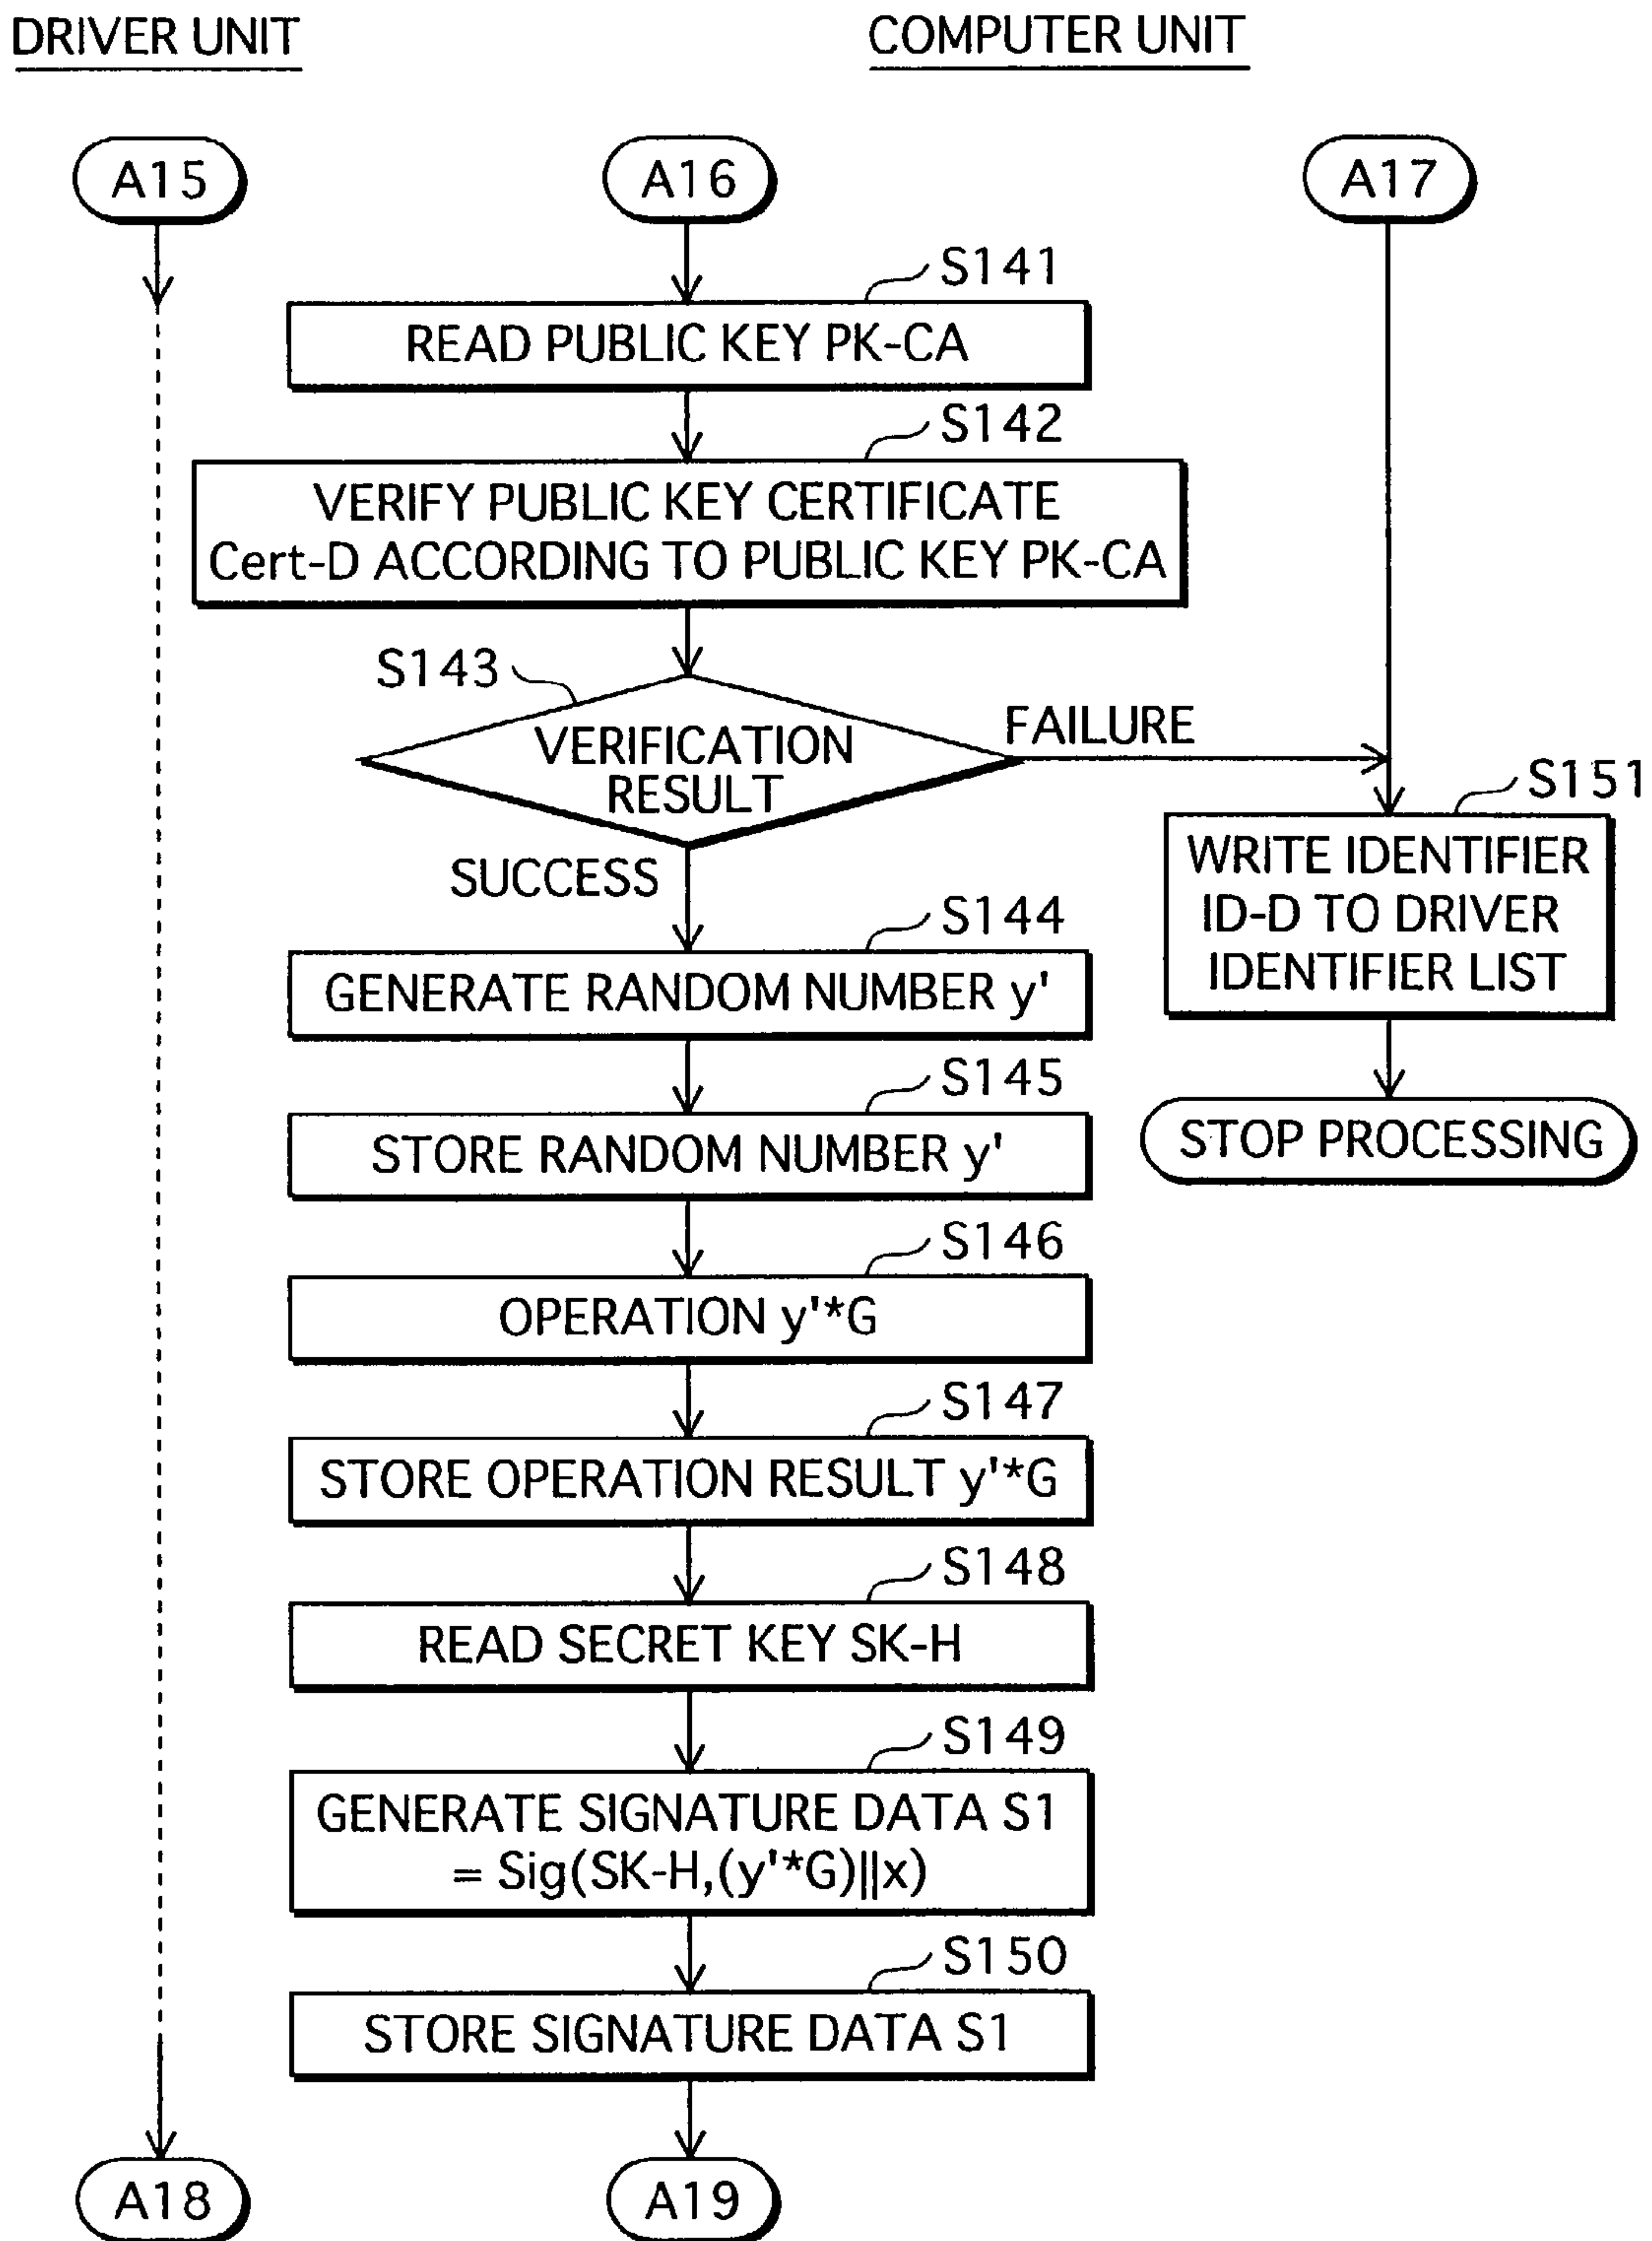 DRIVER UNIT
COMPUTER UNIT
A15
A16
A17
S141
READ PUBLIC KEY PK-CA
S142
VERIFY PUBLIC KEY CERTIFICATE
Cert-D ACCORDING TO PUBLIC KEY PK-CA
S143
VERIFICATION
RESULT
FAILURE
SUCCESS
S151
WRITE IDENTIFIER
ID-D TO DRIVER
IDENTIFIER LIST
STOP PROCESSING
S144
GENERATE RANDOM NUMBER y'
S145
STORE RANDOM NUMBER y'
S146
OPERATION y'*G
S147
STORE OPERATION RESULT y'*G
S148
READ SECRET KEY SK-H
S149
GENERATE SIGNATURE DATA S1
= Sig(SK-H,(y'*G)||x)
S150
STORE SIGNATURE DATA S1
A18
A19